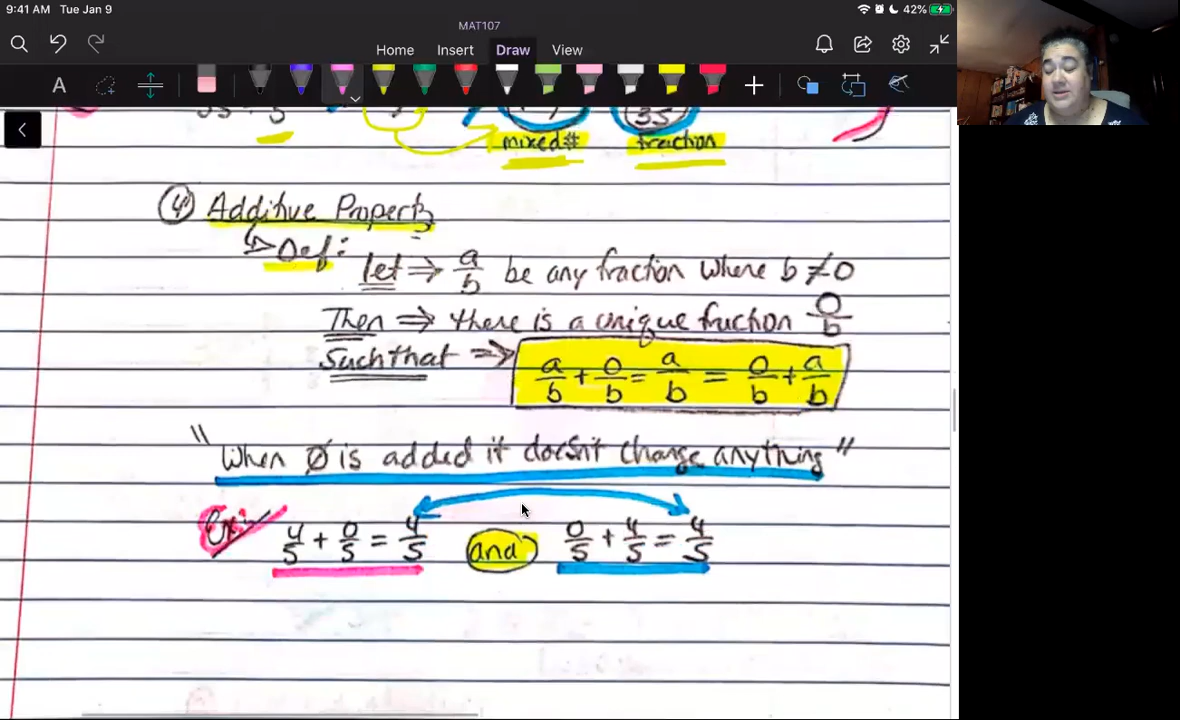 9:41 AM Tue Jan 9
42%
MAT107
Home Insert Draw View
A
mixed# fraction
35
④ Additive Property
Def:
let ⇒ a/b be any fraction where b ≠ 0
Then ⇒ there is a unique fraction 0/b
Such that ⇒ a/b + 0/b = a/b = 0/b + a/b
"When Ø is added it doesn't change anything"
Ex: 4/5 + 0/5 = 4/5 and 0/5 + 4/5 = 4/5